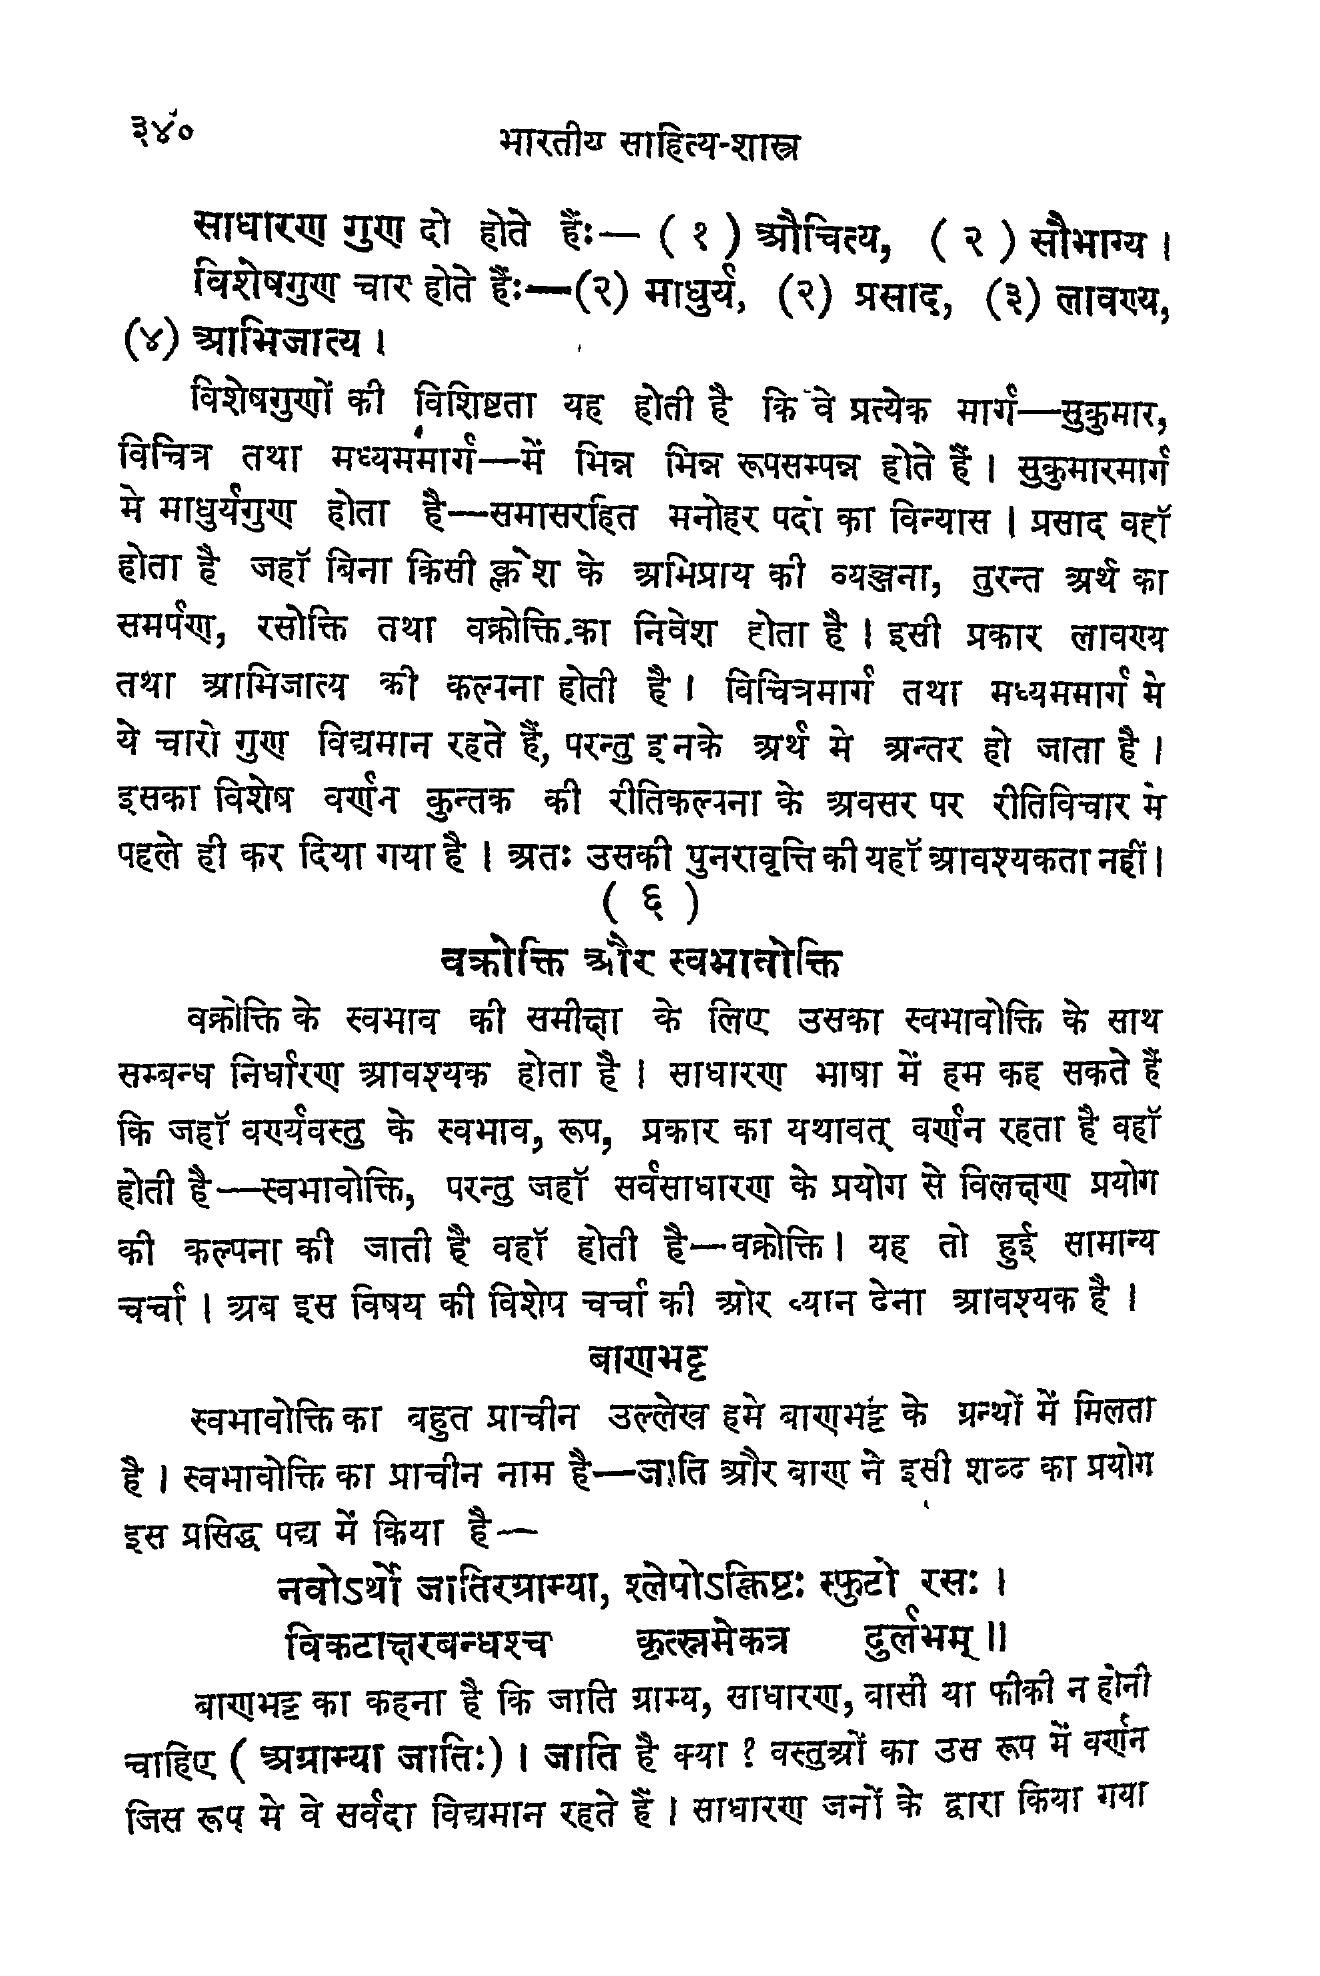 ३४०
भारतीय साहित्य-शास्त्र
साधारण गुण दो होते हैंः— ( १ ) औचित्य, ( २ ) सौभाग्य ।
विशेषगुण चार होते हैंः—(२) माधुर्य, (२) प्रसाद, (३) लावण्य,
(४) आभिजात्य ।
विशेषगुणों की विशिष्टता यह होती है कि वे प्रत्येक मार्ग—सुकुमार,
विचित्र तथा मध्यममार्ग—में भिन्न भिन्न रूपसम्पन्न होते हैं । सुकुमारमार्ग
मे माधुर्यगुण होता है—समासरहित मनोहर पदों का विन्यास । प्रसाद वहॉ
होता है जहॉ बिना किसी क्लेश के अभिप्राय की व्यञ्जना, तुरन्त अर्थ का
समर्पण, रसोक्ति तथा वक्रोक्ति का निवेश होता है । इसी प्रकार लावण्य
तथा आभिजात्य की कल्पना होती है । विचित्रमार्ग तथा मध्यममार्ग मे
ये चारो गुण विद्यमान रहते हैं, परन्तु इनके अर्थ मे अन्तर हो जाता है ।
इसका विशेष वर्णन कुन्तक की रीतिकल्पना के अवसर पर रीतिविचार मे
पहले ही कर दिया गया है । अतः उसकी पुनरावृत्ति की यहॉ आवश्यकता नहीं।
( ६ )
वक्रोक्ति और स्वभावोक्ति
वक्रोक्ति के स्वभाव की समीक्षा के लिए उसका स्वभावोक्ति के साथ
सम्बन्ध निर्धारण आवश्यक होता है । साधारण भाषा में हम कह सकते हैं
कि जहॉ वर्ण्यवस्तु के स्वभाव, रूप, प्रकार का यथावत् वर्णन रहता है वहॉ
होती है—स्वभावोक्ति, परन्तु जहॉ सर्वसाधारण के प्रयोग से विलक्षण प्रयोग
की कल्पना की जाती है वहॉ होती है—वक्रोक्ति। यह तो हुई सामान्य
चर्चा । अब इस विषय की विशेष चर्चा की ओर ध्यान देना आवश्यक है ।
बाणभट्ट
स्वभावोक्ति का बहुत प्राचीन उल्लेख हमे बाणभट्ट के ग्रन्थों में मिलता
है । स्वभावोक्ति का प्राचीन नाम है—जाति और बाण ने इसी शब्द का प्रयोग
इस प्रसिद्ध पद्य में किया है—
नवोऽर्थो जातिरग्राम्या, श्लेषोऽक्लिष्टः स्फुटो रसः ।
विकटाक्षरबन्धश्च कृत्स्नमेकत्र दुर्लभम् ॥
बाणभट्ट का कहना है कि जाति ग्राम्य, साधारण, वासी या फीकी न होनी
चाहिए ( अग्राम्या जातिः) । जाति है क्या ? वस्तुओं का उस रूप में वर्णन
जिस रूप मे वे सर्वदा विद्यमान रहते हैं । साधारण जनों के द्वारा किया गया